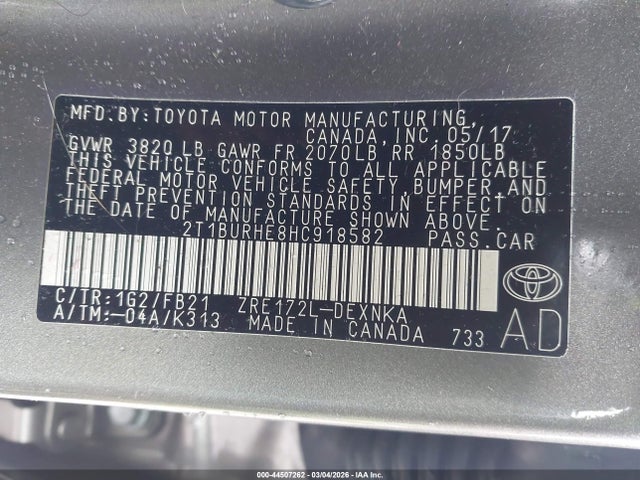 MFD. BY: TOYOTA MOTOR MANUFACTURING,
CANADA, INC. 05/17
GVWR 3820 LB GAWR FR 2070LB RR 1850LB
THIS VEHICLE CONFORMS TO ALL APPLICABLE
FEDERAL MOTOR VEHICLE SAFETY, BUMPER, AND
THEFT PREVENTION STANDARDS IN EFFECT ON
THE DATE OF MANUFACTURE SHOWN ABOVE.
2T1BURHE8HC918582 PASS. CAR
C/TR: 1G2/FB21 ZRE172L-DEXNKA
A/TM: -04A/K313 MADE IN CANADA 733
AD
000-44507262 - 03/04/2026 - IAA Inc.